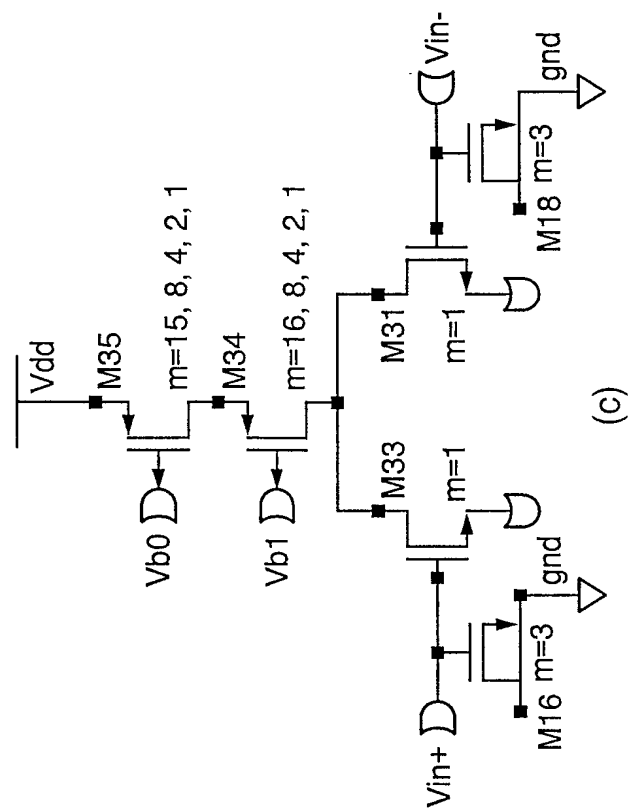 Vdd
M35
Vb0
m=15, 8, 4, 2, 1
M34
Vb1
m=16, 8, 4, 2, 1
M33
M31
m=1
m=1
Vin+
Vin-
M16
m=3
gnd
M18
m=3
gnd
(c)